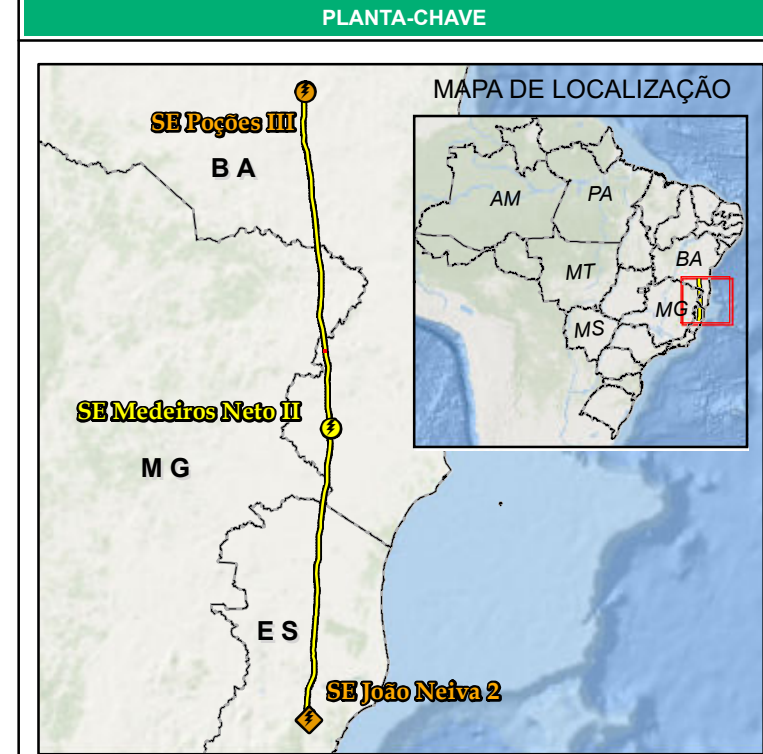 PLANTA-CHAVE
MAPA DE LOCALIZAÇÃO
SE Poções III
B A
AM
PA
BA
MT
MG
MS
SE Medeiros Neto II
M G
E S
SE João Neiva 2